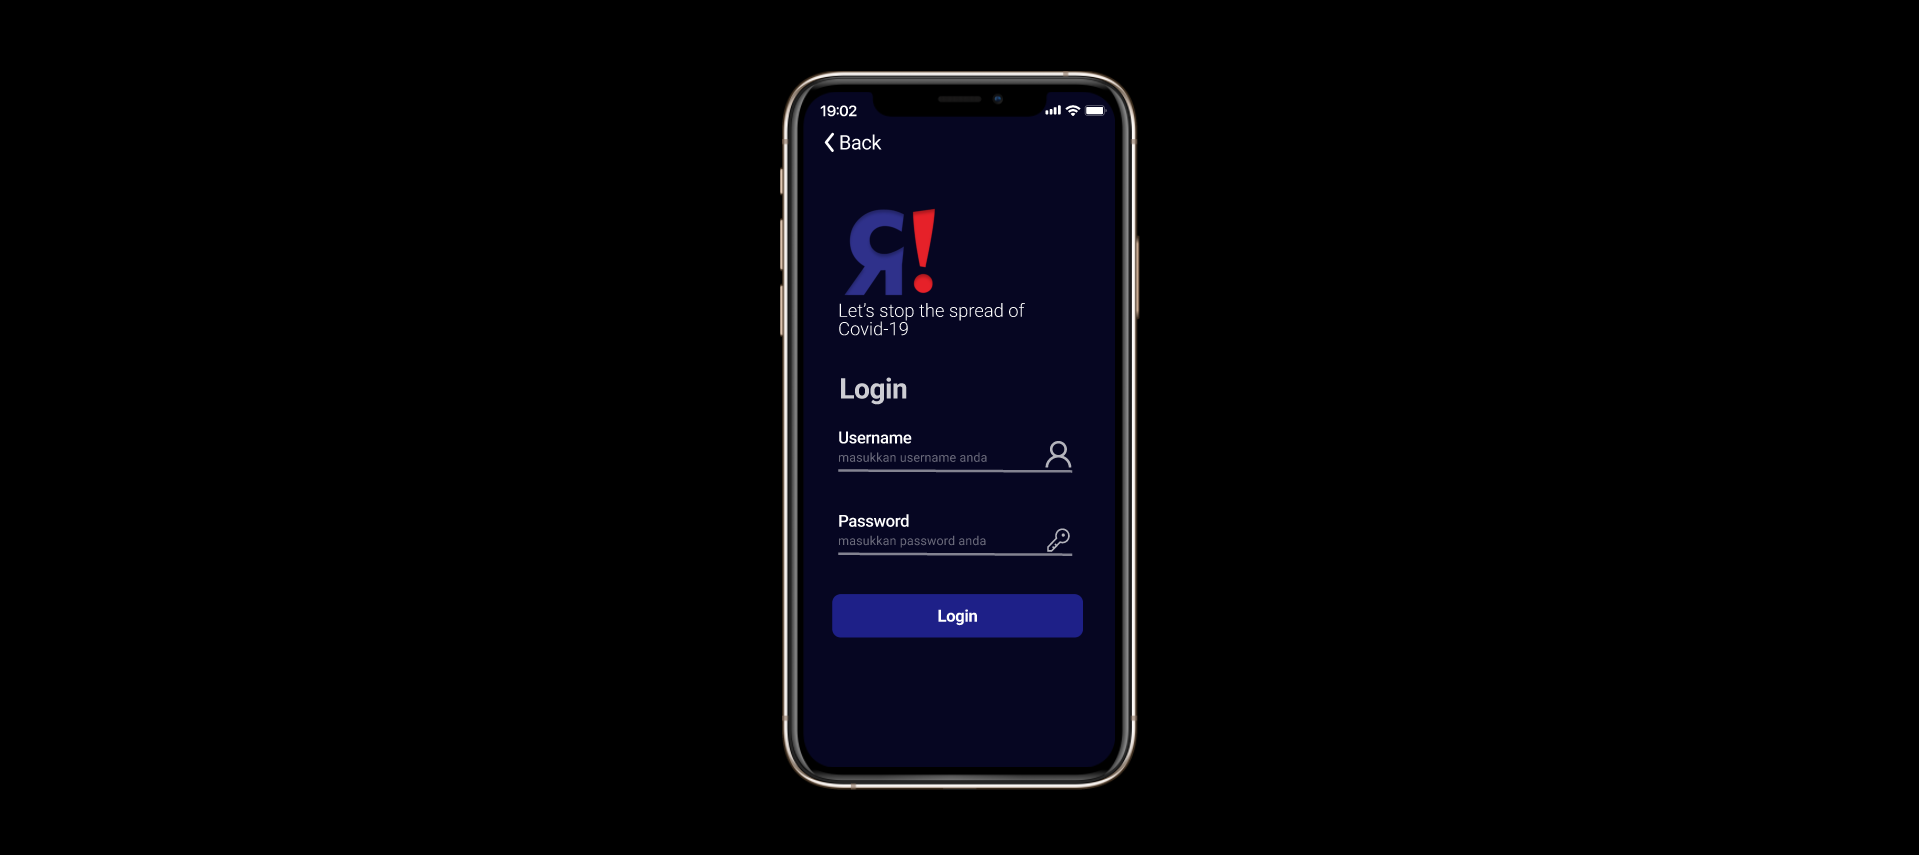 19:02
Back
Я!
Let's stop the spread of
Covid-19
Login
Username
masukkan username anda
Password
masukkan password anda
Login